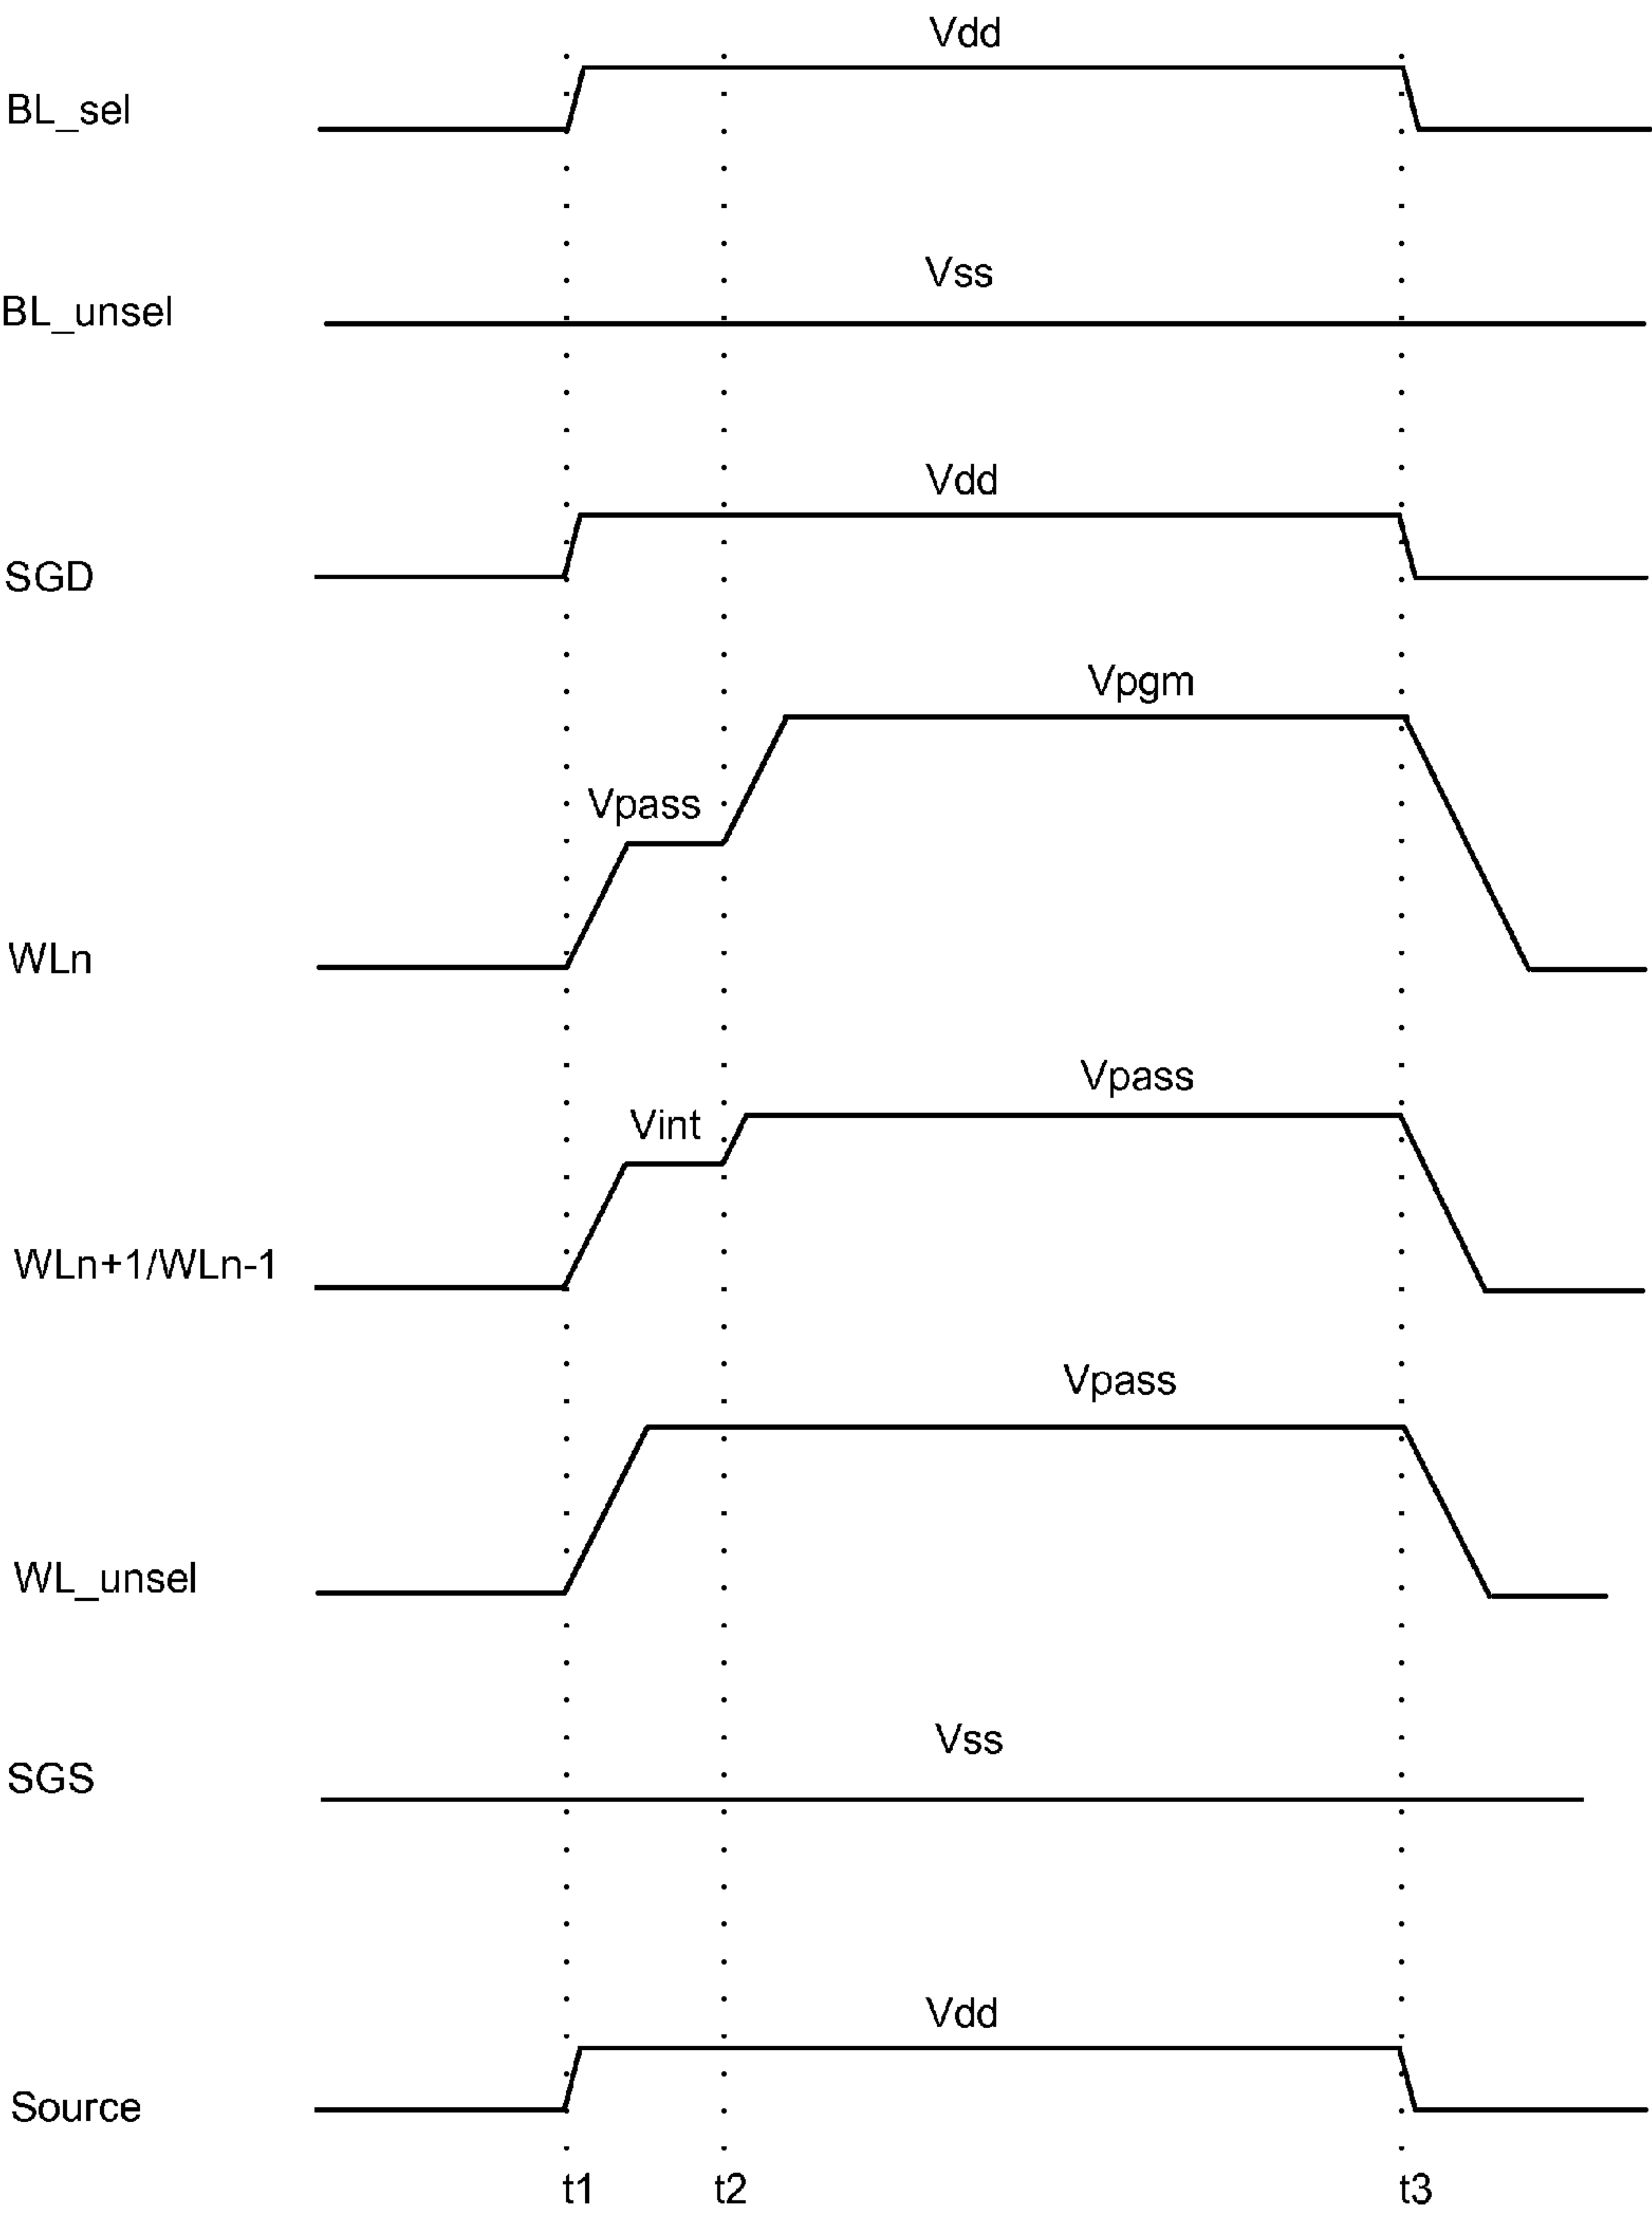 Vdd
BL_sel
Vss
BL_unsel
Vdd
SGD
Vpgm
Vpass
WLn
Vpass
Vint
WLn+1/WLn-1
Vpass
WL_unsel
Vss
SGS
Vdd
Source
t1 t2 t3